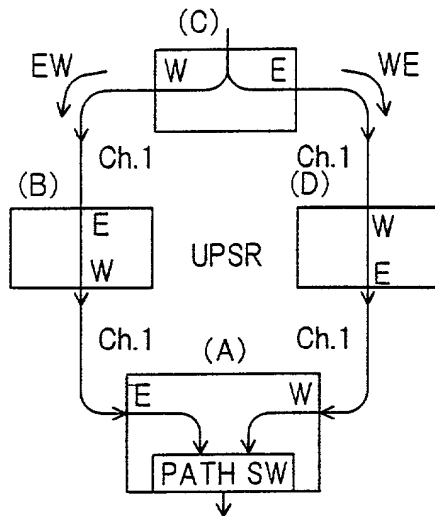 (C)
EW W E WE
Ch.1 Ch.1
(B) (D)
E W
UPSR
W E
Ch.1 (A) Ch.1
E W
PATH SW